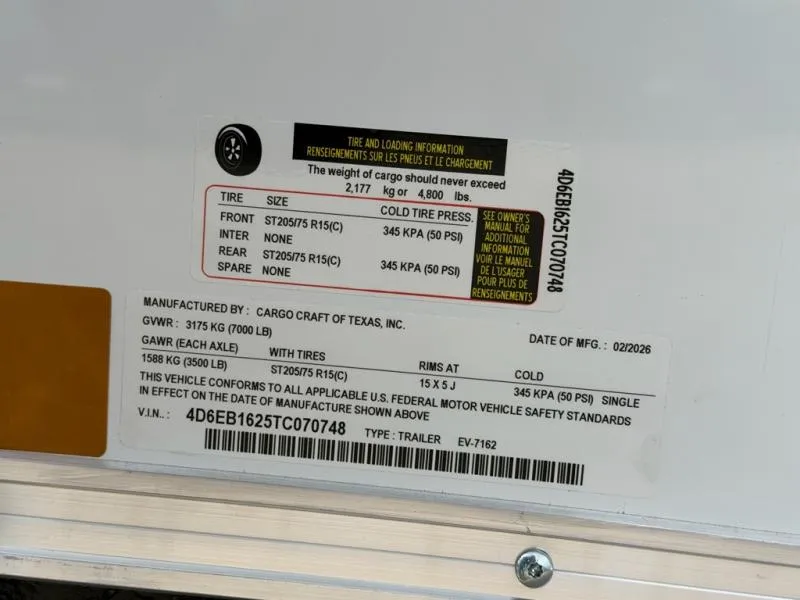 TIRE AND LOADING INFORMATION
RENSEIGNEMENTS SUR LES PNEUS ET LE CHARGEMENT
The weight of cargo should never exceed
2,177 kg or 4,800 lbs.
TIRE SIZE COLD TIRE PRESS.
FRONT ST205/75 R15(C) 345 KPA (50 PSI)
INTER NONE
REAR ST205/75 R15(C) 345 KPA (50 PSI)
SPARE NONE
SEE OWNER'S
MANUAL FOR
ADDITIONAL
INFORMATION
VOIR LE MANUEL
DE L'USAGER
POUR PLUS DE
RENSEIGNEMENTS
4D6EB1625TC070748
MANUFACTURED BY : CARGO CRAFT OF TEXAS, INC.
GVWR : 3175 KG (7000 LB) DATE OF MFG. : 02/2026
GAWR (EACH AXLE) WITH TIRES RIMS AT COLD
1588 KG (3500 LB) ST205/75 R15(C) 15 X 5 J 345 KPA (50 PSI) SINGLE
THIS VEHICLE CONFORMS TO ALL APPLICABLE U.S. FEDERAL MOTOR VEHICLE SAFETY STANDARDS
IN EFFECT ON THE DATE OF MANUFACTURE SHOWN ABOVE
V.I.N.. : 4D6EB1625TC070748 TYPE : TRAILER EV-7162